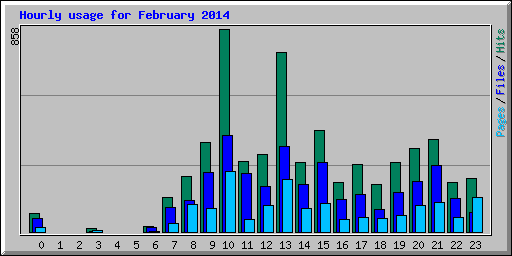 Hourly usage for February 2014
858
Pages / Files / Hits
0 1 2 3 4 5 6 7 8 9 10 11 12 13 14 15 16 17 18 19 20 21 22 23